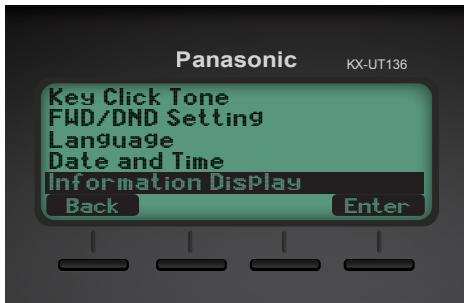 Panasonic KX-UT136
Key Click Tone
FWD/DND Setting
Language
Date and Time
Information Display
Back Enter